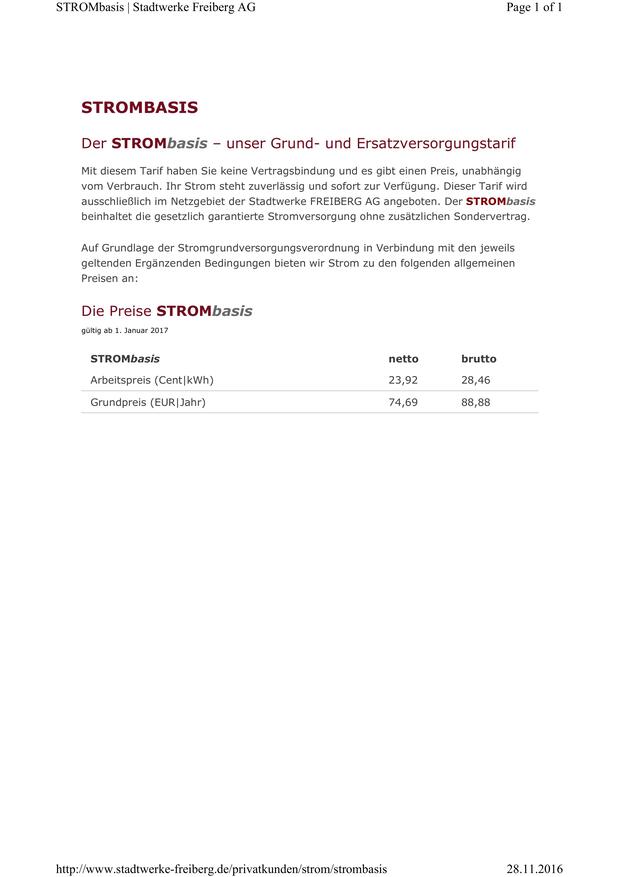 STROMbasis | Stadtwerke Freiberg AG Page 1 of 1
STROMBASIS
Der STROMbasis – unser Grund- und Ersatzversorgungstarif
Mit diesem Tarif haben Sie keine Vertragsbindung und es gibt einen Preis, unabhängig
vom Verbrauch. Ihr Strom steht zuverlässig und sofort zur Verfügung. Dieser Tarif wird
ausschließlich im Netzgebiet der Stadtwerke FREIBERG AG angeboten. Der STROMbasis
beinhaltet die gesetzlich garantierte Stromversorgung ohne zusätzlichen Sondervertrag.
Auf Grundlage der Stromgrundversorgungsverordnung in Verbindung mit den jeweils
geltenden Ergänzenden Bedingungen bieten wir Strom zu den folgenden allgemeinen
Preisen an:
Die Preise STROMbasis
gültig ab 1. Januar 2017
STROMbasis netto brutto
Arbeitspreis (Cent|kWh) 23,92 28,46
Grundpreis (EUR|Jahr) 74,69 88,88
http://www.stadtwerke-freiberg.de/privatkunden/strom/strombasis 28.11.2016